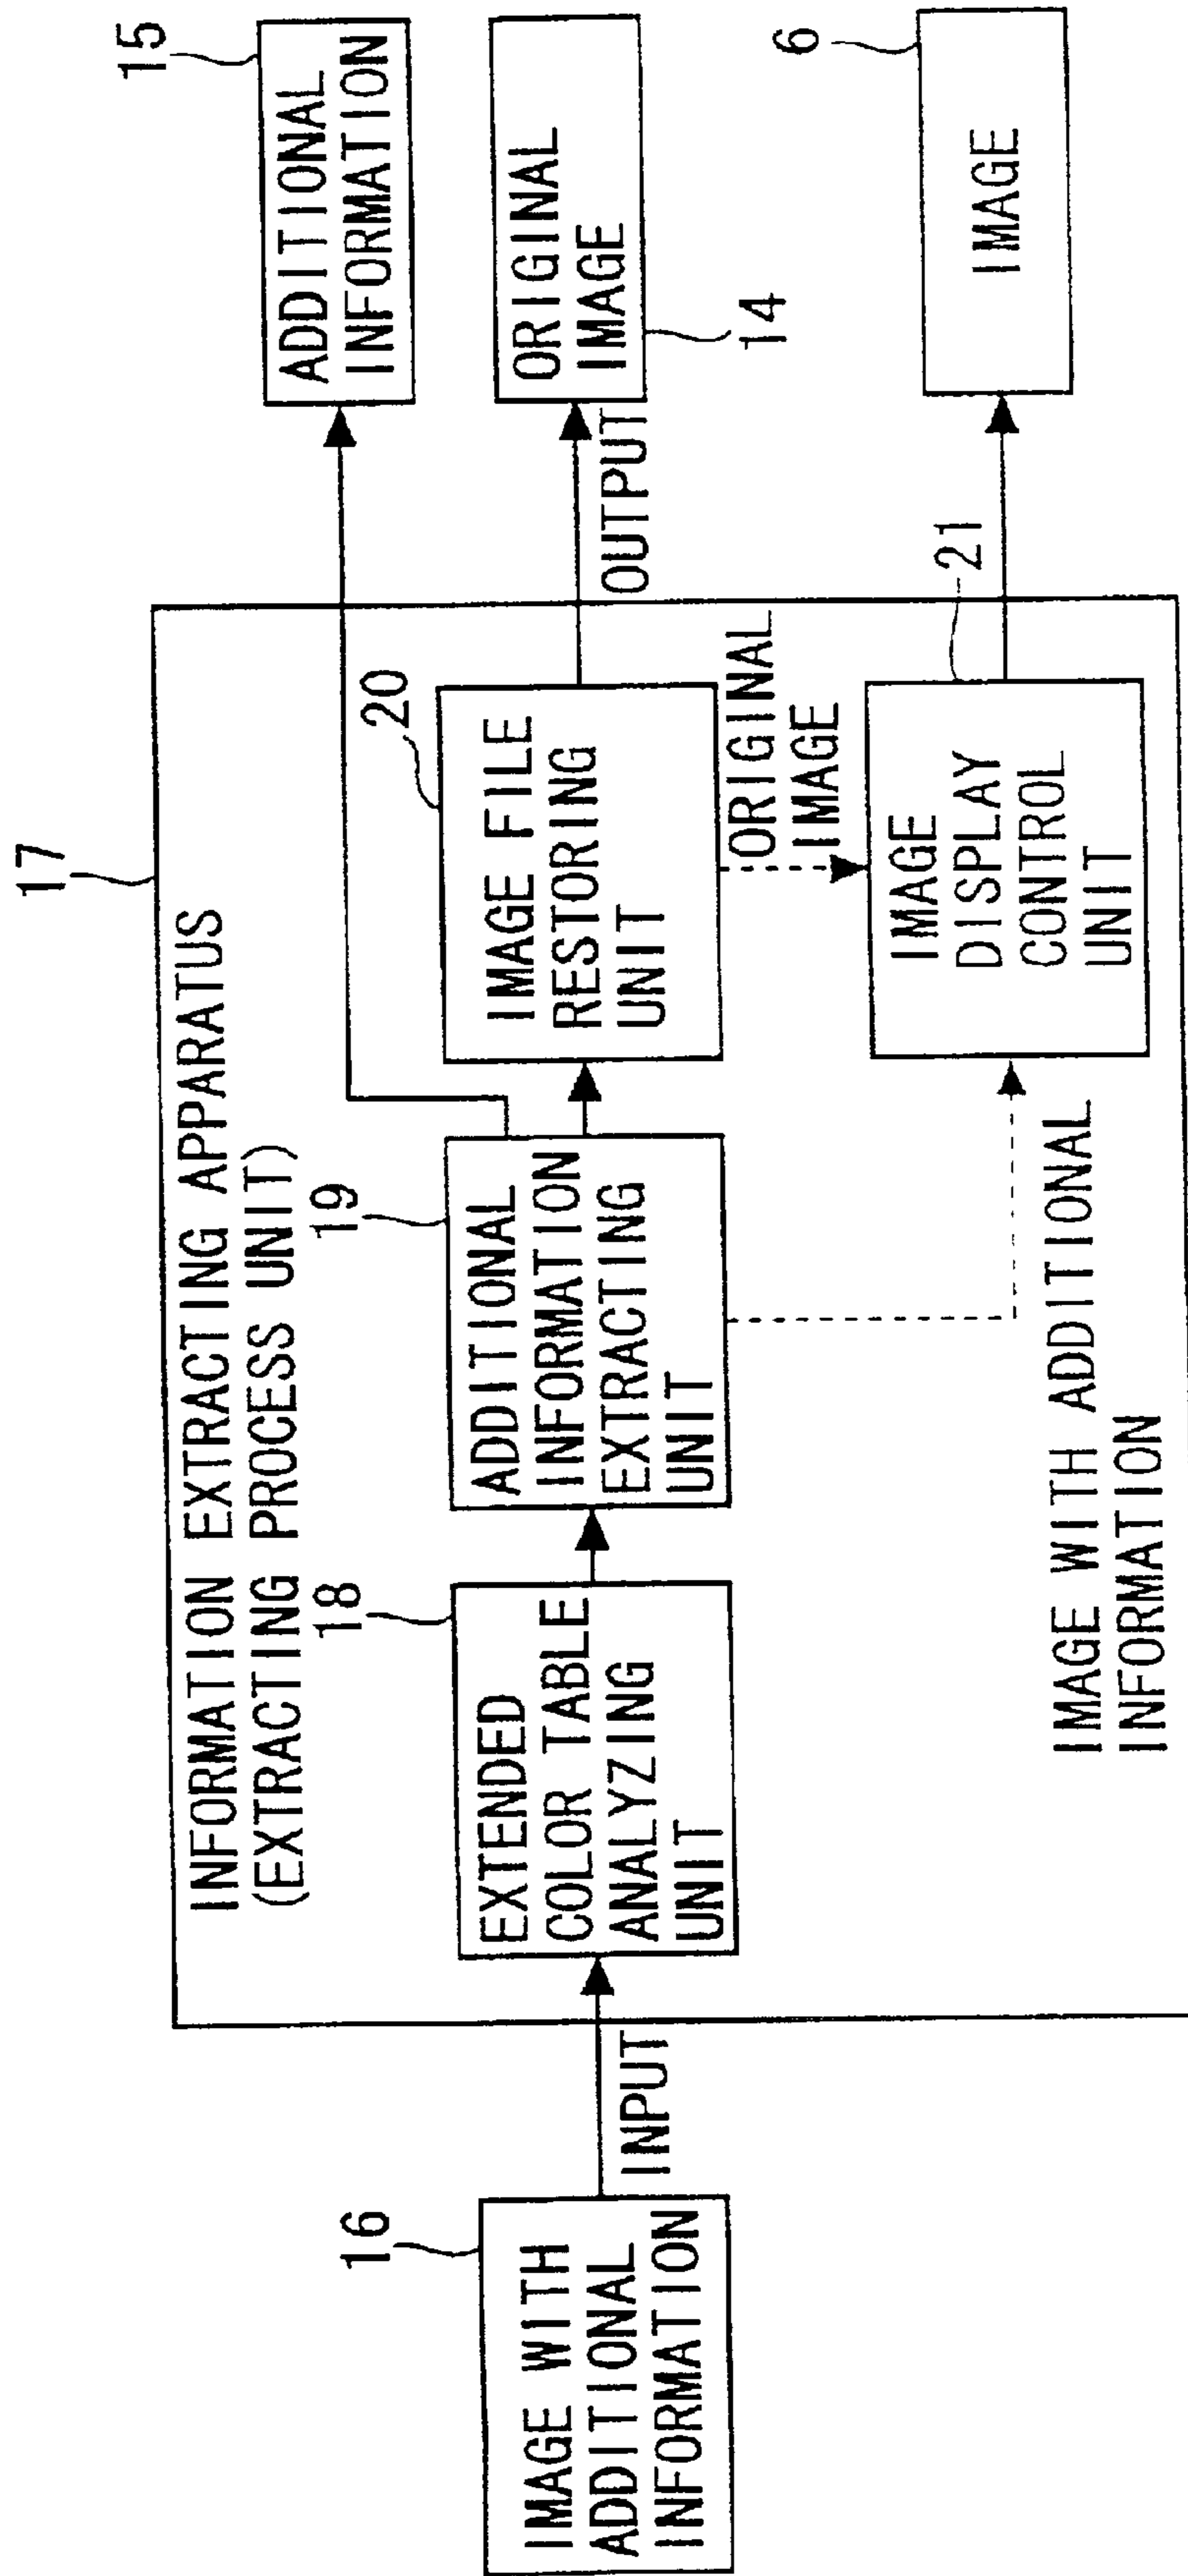 17
INFORMATION EXTRACTING APPARATUS
(EXTRACTING PROCESS UNIT)
16
IMAGE WITH
ADDITIONAL
INFORMATION
INPUT
18
EXTENDED
COLOR TABLE
ANALYZING
UNIT
19
ADDITIONAL
INFORMATION
EXTRACTING
UNIT
20
IMAGE FILE
RESTORING
UNIT
ORIGINAL
IMAGE
IMAGE WITH ADDITIONAL
INFORMATION
21
IMAGE
DISPLAY
CONTROL
UNIT
OUTPUT
15
ADDITIONAL
INFORMATION
ORIGINAL
IMAGE
14
6
IMAGE